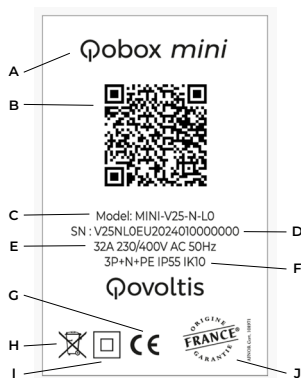 Qobox mini
A
B
C
Model: MINI-V25-N-L0
SN : V25NL0EU2024010000000
D
E
32A 230/400V AC 50Hz
3P+N+PE IP55 IK10
F
G
Qovoltis
H
CE
ORIGINE
FRANCE
GARANTIE
I
J